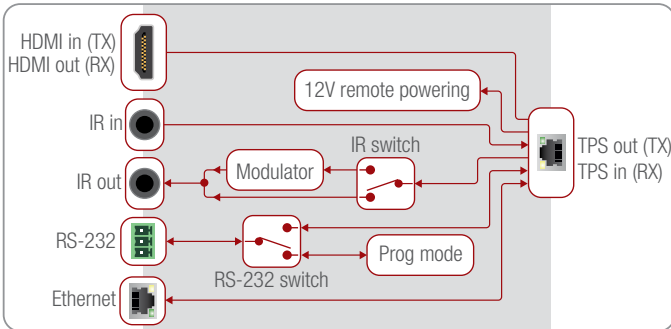 HDMI in (TX)
HDMI out (RX)
12V remote powering
IR in
IR switch
TPS out (TX)
TPS in (RX)
IR out
Modulator
RS-232
Prog mode
RS-232 switch
Ethernet